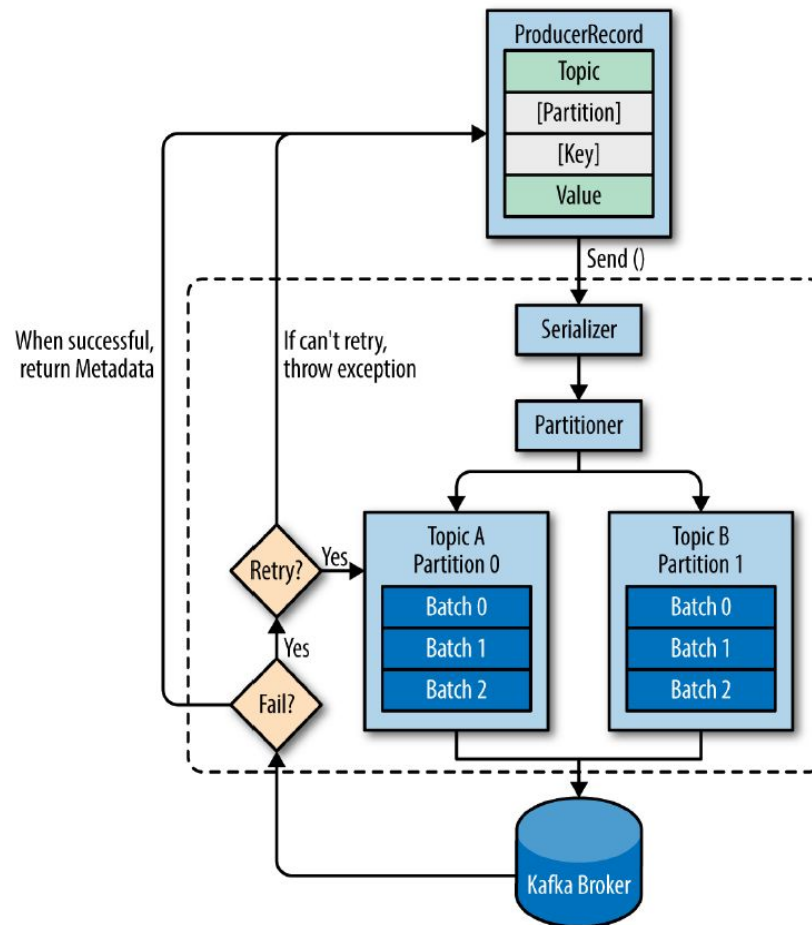 ProducerRecord
Topic
[Partition]
[Key]
Value
Send ()
Serializer
Partitioner
When successful,
return Metadata
If can't retry,
throw exception
Topic A
Partition 0
Batch 0
Batch 1
Batch 2
Topic B
Partition 1
Batch 0
Batch 1
Batch 2
Retry?
Yes
Yes
Fail?
Kafka Broker